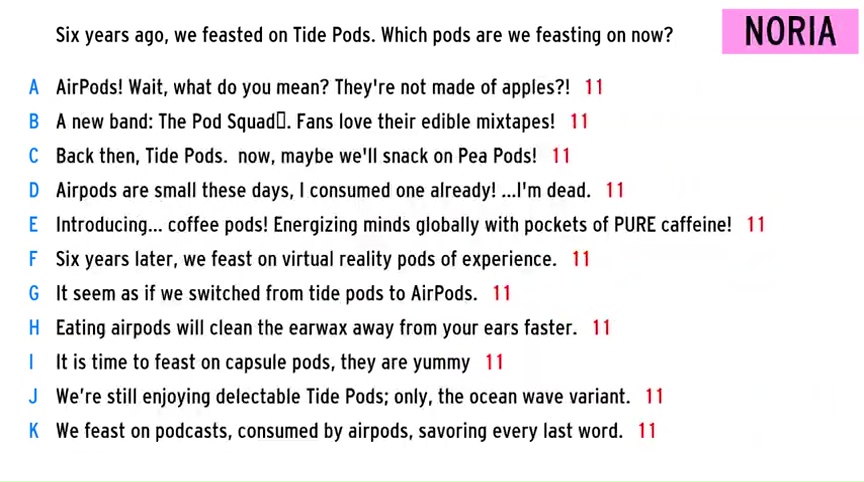 Six years ago, we feasted on Tide Pods. Which pods are we feasting on now?
NORIA
A AirPods! Wait, what do you mean? They're not made of apples?! 11
B A new band: The Pod Squad▯. Fans love their edible mixtapes! 11
C Back then, Tide Pods. now, maybe we'll snack on Pea Pods! 11
D Airpods are small these days, I consumed one already! ...I'm dead. 11
E Introducing... coffee pods! Energizing minds globally with pockets of PURE caffeine! 11
F Six years later, we feast on virtual reality pods of experience. 11
G It seem as if we switched from tide pods to AirPods. 11
H Eating airpods will clean the earwax away from your ears faster. 11
I It is time to feast on capsule pods, they are yummy 11
J We’re still enjoying delectable Tide Pods; only, the ocean wave variant. 11
K We feast on podcasts, consumed by airpods, savoring every last word. 11